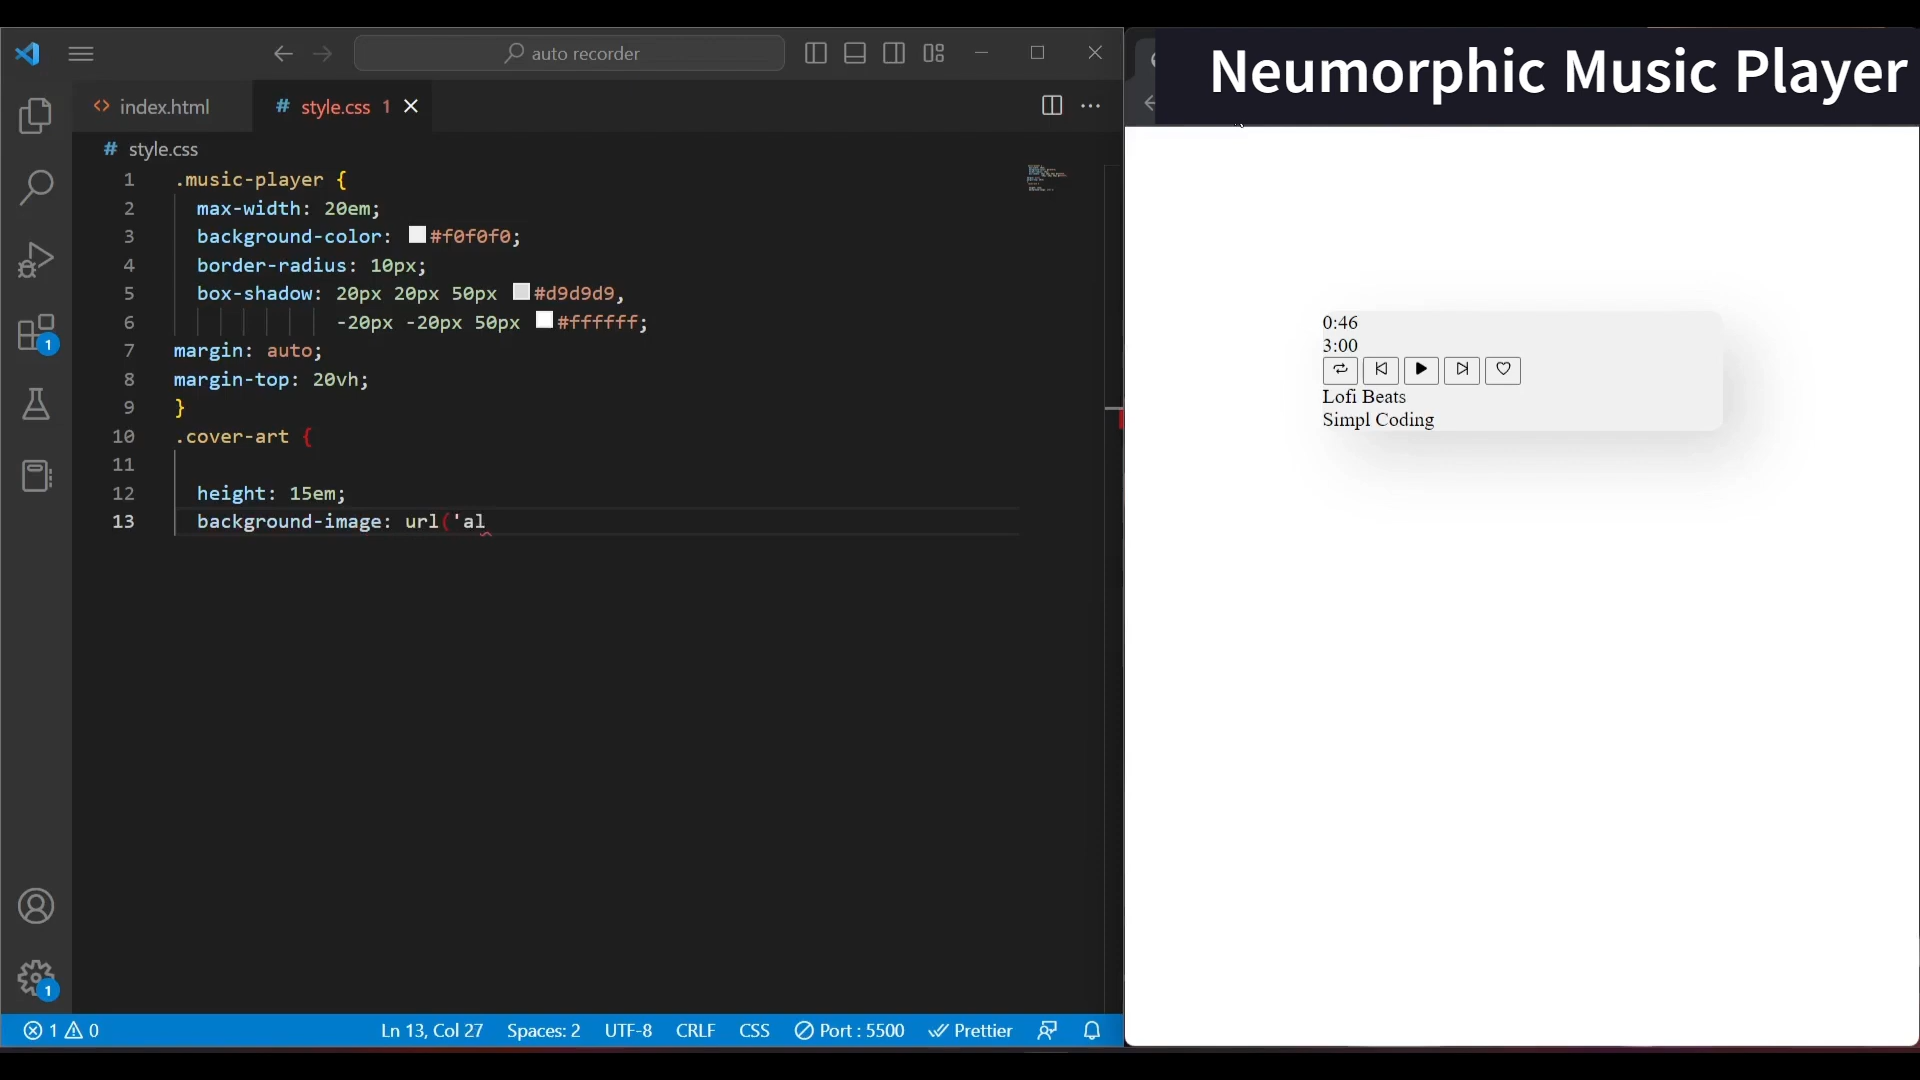 auto recorder
Neumorphic Music Player
index.html
# style.css 1
# style.css
1 .music-player {
2 max-width: 20em;
3 background-color: #f0f0f0;
4 border-radius: 10px;
5 box-shadow: 20px 20px 50px #d9d9d9,
6 -20px -20px 50px #ffffff;
7 margin: auto;
8 margin-top: 20vh;
9 }
10 .cover-art {
11
12 height: 15em;
13 background-image: url('al
1
1
1 0
Ln 13, Col 27
Spaces: 2
UTF-8
CRLF
CSS
Port : 5500
Prettier
0:46
3:00
Lofi Beats
Simpl Coding